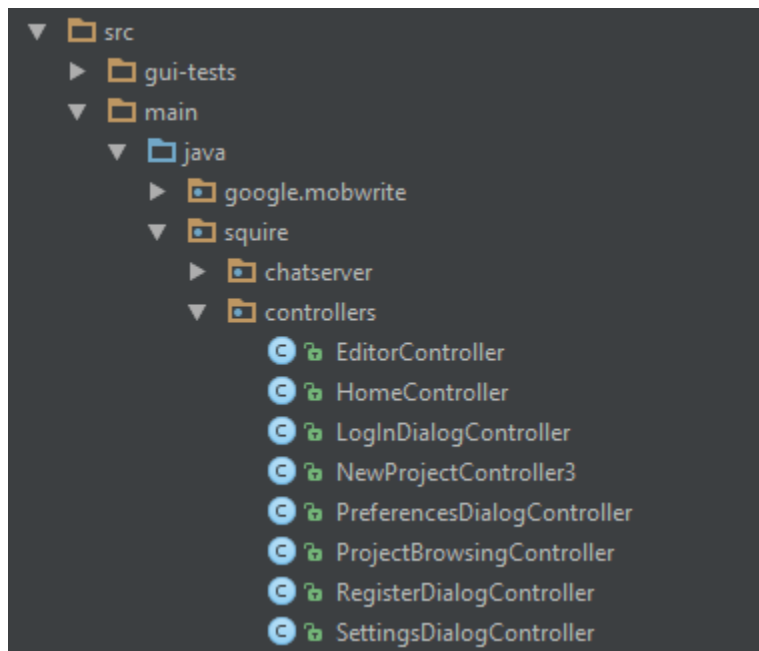 src
gui-tests
main
java
google.mobwrite
squire
chatserver
controllers
EditorController
HomeController
LogInDialogController
NewProjectController3
PreferencesDialogController
ProjectBrowsingController
RegisterDialogController
SettingsDialogController